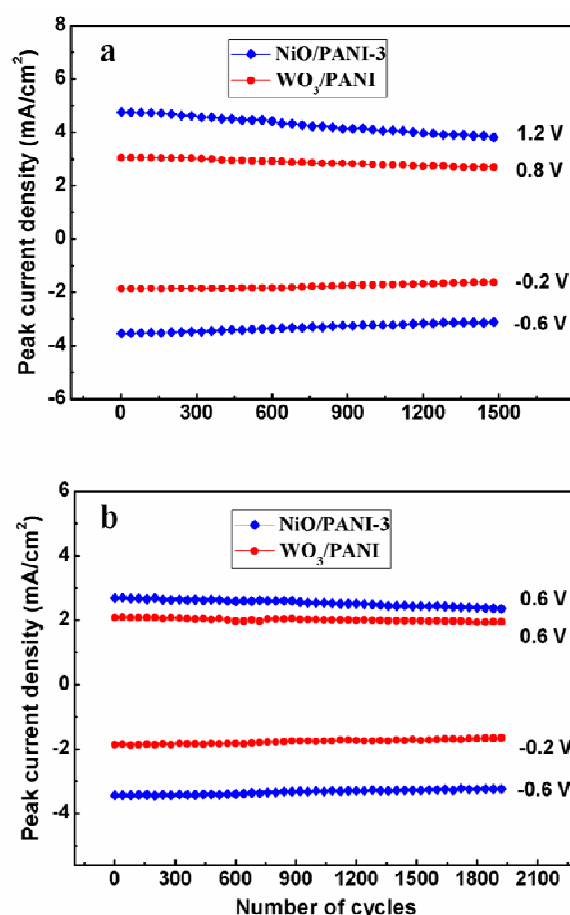 a
NiO/PANI-3
WO3/PANI
8
6
4
2
0
-2
-4
-6
Peak current density (mA/cm2)
1.2 V
0.8 V
-0.2 V
-0.6 V
0 300 600 900 1200 1500
b
NiO/PANI-3
WO3/PANI
6
4
2
0
-2
-4
Peak current density (mA/cm2)
0.6 V
0.6 V
-0.2 V
-0.6 V
0 300 600 900 1200 1500 1800 2100
Number of cycles